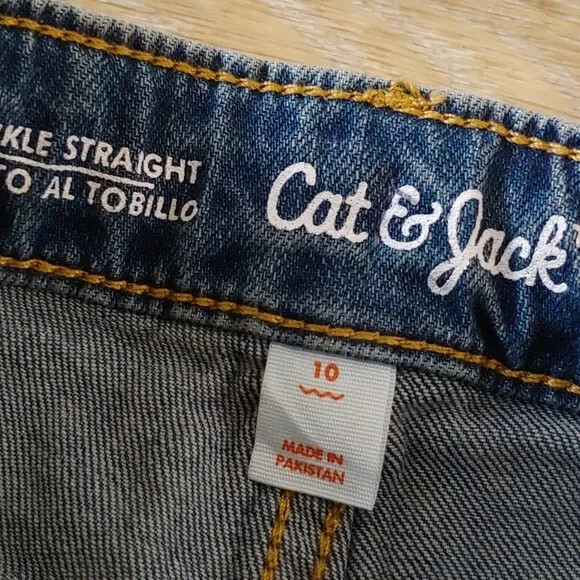 KLE STRAIGHT
TO AL TOBILLO
Cat & Jack
10
MADE IN
PAKISTAN